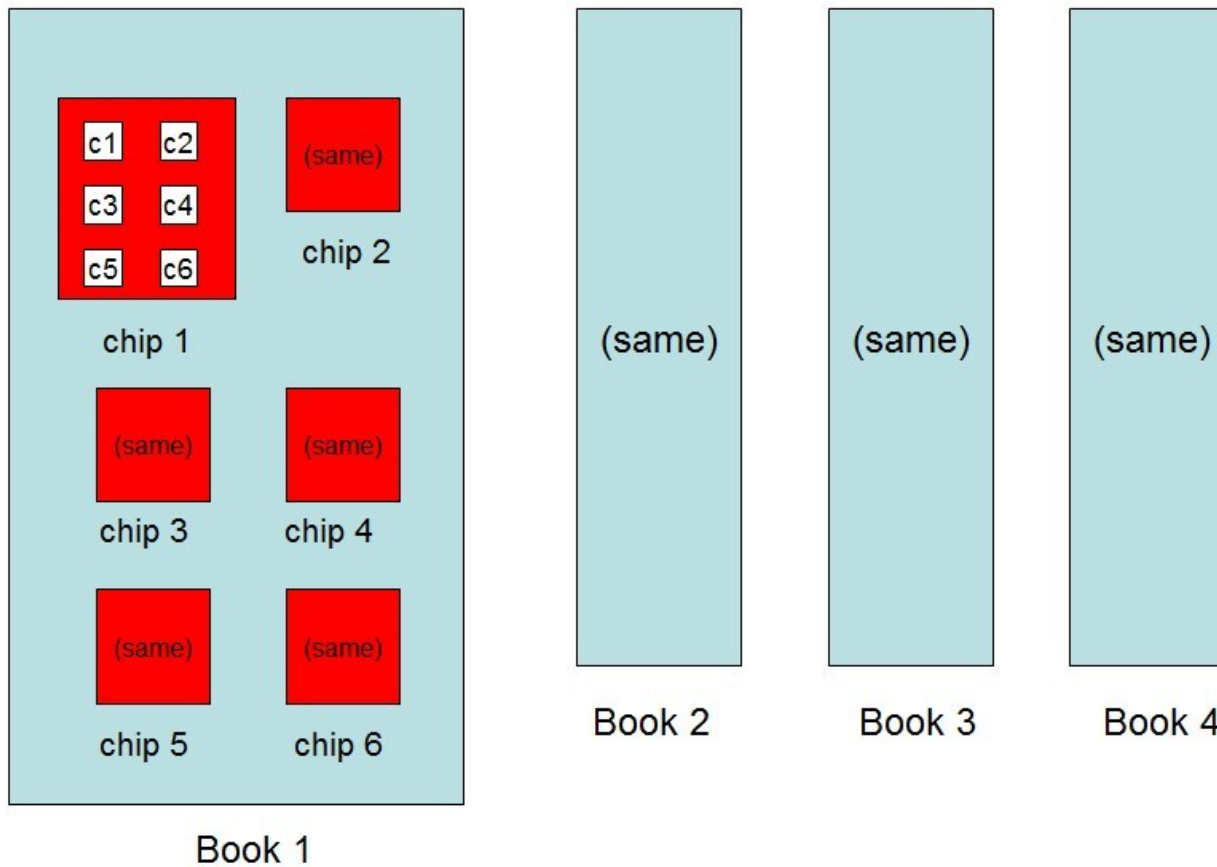 c1 c2
c3 c4
c5 c6
chip 1
(same)
chip 2
(same)
chip 3
(same)
chip 4
(same)
chip 5
(same)
chip 6
Book 1
(same)
Book 2
(same)
Book 3
(same)
Book 4